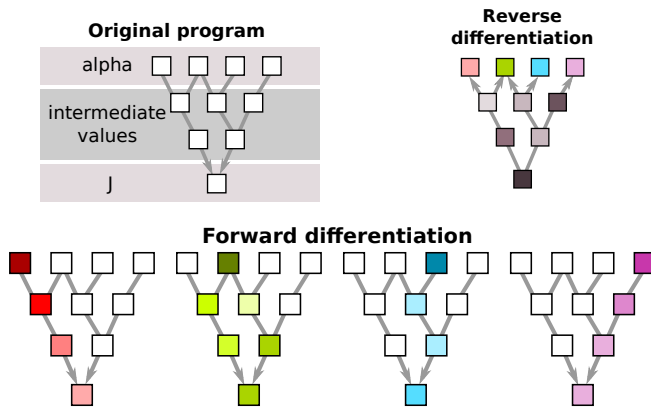 Original program
alpha
intermediate
values
J
Reverse
differentiation
Forward differentiation